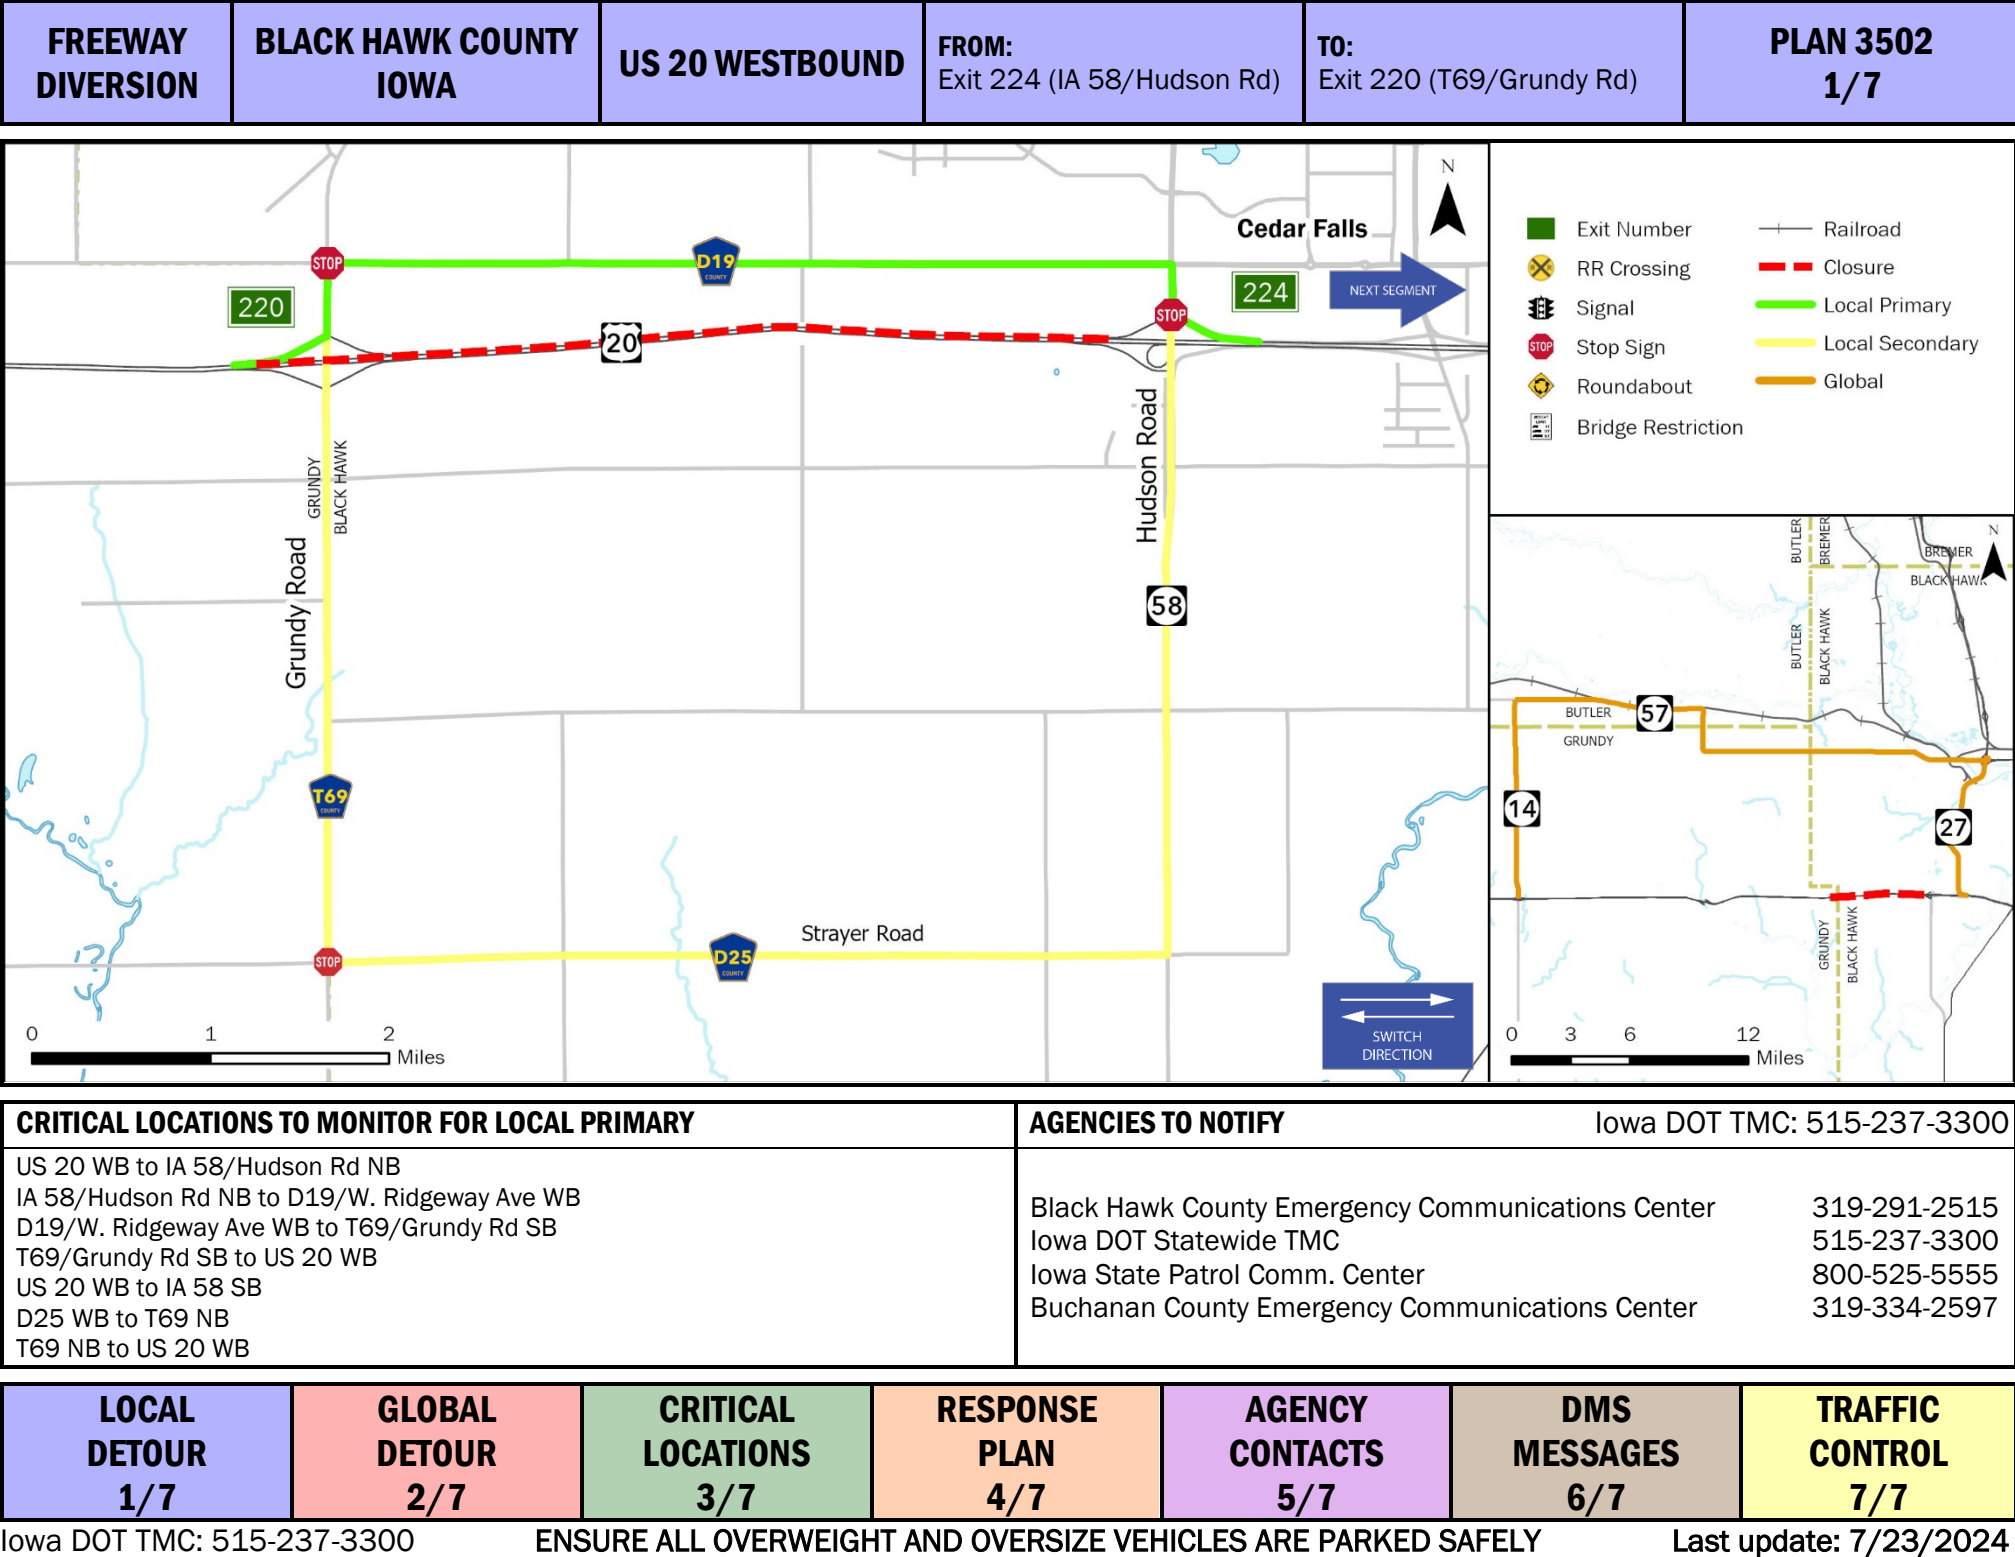 FREEWAY
DIVERSION
BLACK HAWK COUNTY
IOWA
US 20 WESTBOUND
FROM:
Exit 224 (IA 58/Hudson Rd)
TO:
Exit 220 (T69/Grundy Rd)
PLAN 3502
1/7
N
Cedar Falls
STOP
D19
COUNTY
220
224
NEXT SEGMENT
STOP
20
Hudson Road
GRUNDY
BLACK HAWK
Grundy Road
58
T69
COUNTY
Strayer Road
STOP
D25
COUNTY
SWITCH
DIRECTION
0 1 2
Miles
Exit Number
RR Crossing
Signal
STOP Stop Sign
Roundabout
Bridge Restriction
Railroad
Closure
Local Primary
Local Secondary
Global
BUTLER
BREMER
N
BREMER
BLACK HAWK
BUTLER
BLACK HAWK
BUTLER
57
GRUNDY
14
27
GRUNDY
BLACK HAWK
0 3 6 12
Miles
CRITICAL LOCATIONS TO MONITOR FOR LOCAL PRIMARY
US 20 WB to IA 58/Hudson Rd NB
IA 58/Hudson Rd NB to D19/W. Ridgeway Ave WB
D19/W. Ridgeway Ave WB to T69/Grundy Rd SB
T69/Grundy Rd SB to US 20 WB
US 20 WB to IA 58 SB
D25 WB to T69 NB
T69 NB to US 20 WB
AGENCIES TO NOTIFY Iowa DOT TMC: 515-237-3300
Black Hawk County Emergency Communications Center 319-291-2515
Iowa DOT Statewide TMC 515-237-3300
Iowa State Patrol Comm. Center 800-525-5555
Buchanan County Emergency Communications Center 319-334-2597
LOCAL
DETOUR
1/7
GLOBAL
DETOUR
2/7
CRITICAL
LOCATIONS
3/7
RESPONSE
PLAN
4/7
AGENCY
CONTACTS
5/7
DMS
MESSAGES
6/7
TRAFFIC
CONTROL
7/7
Iowa DOT TMC: 515-237-3300 ENSURE ALL OVERWEIGHT AND OVERSIZE VEHICLES ARE PARKED SAFELY Last update: 7/23/2024